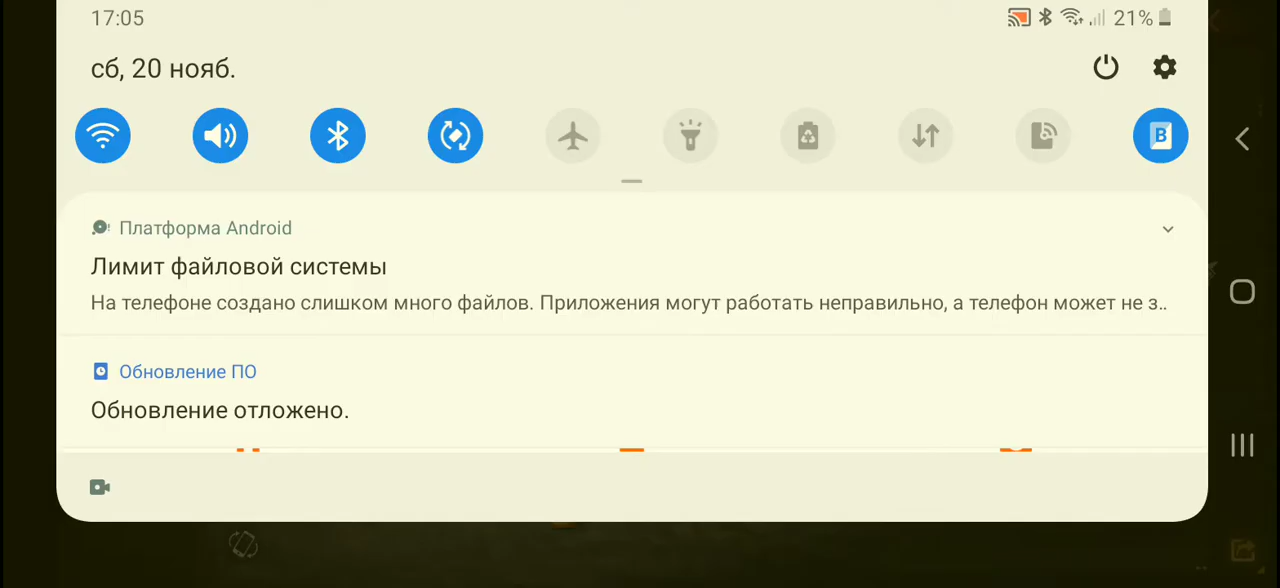 17:05
21%
сб, 20 нояб.
B
Платформа Android
Лимит файловой системы
На телефоне создано слишком много файлов. Приложения могут работать неправильно, а телефон может не з..
Обновление ПО
Обновление отложено.